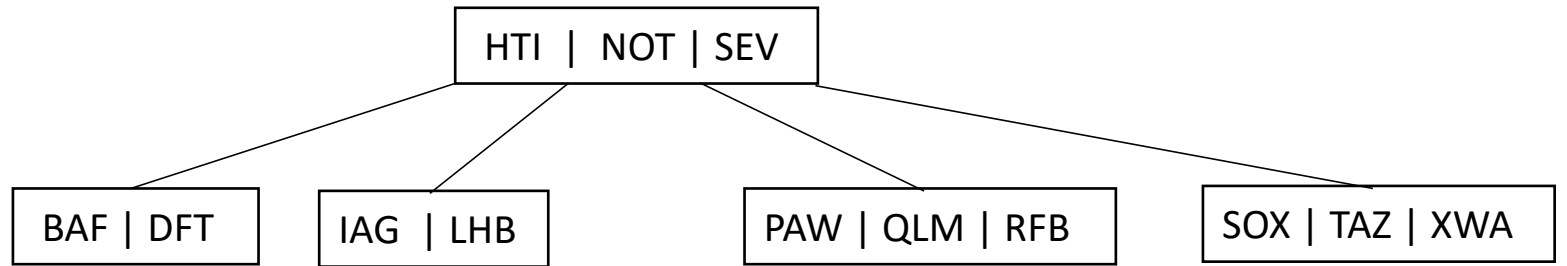 HTI | NOT | SEV
BAF | DFT
IAG | LHB
PAW | QLM | RFB
SOX | TAZ | XWA